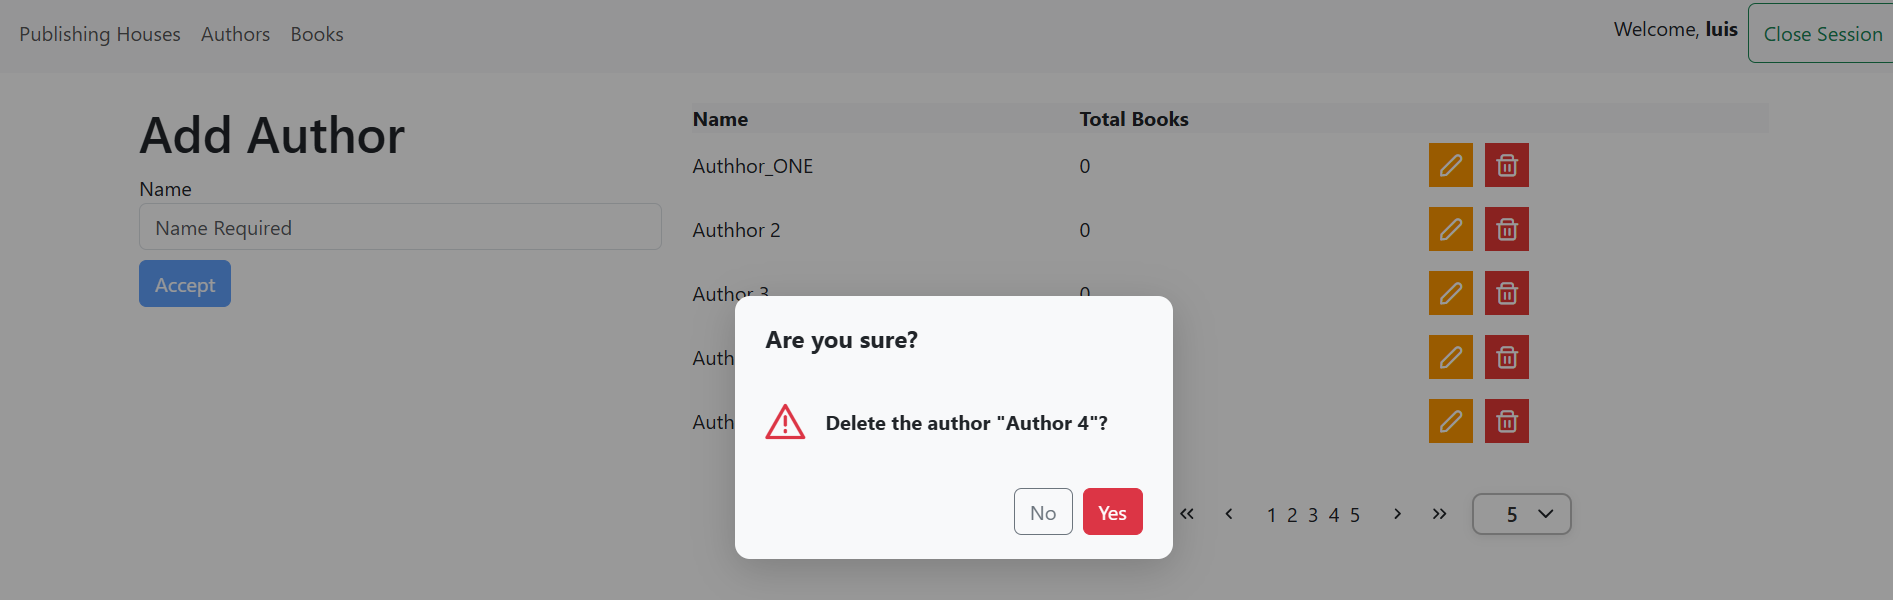 Publishing Houses Authors Books
Welcome, luis
Close Session
Add Author
Name
Name Required
Accept
Name Total Books
Authhor_ONE 0
Authhor 2 0
Author 3 0
Auth
Auth
Are you sure?
Delete the author "Author 4"?
No Yes
« ‹ 1 2 3 4 5 › » 5